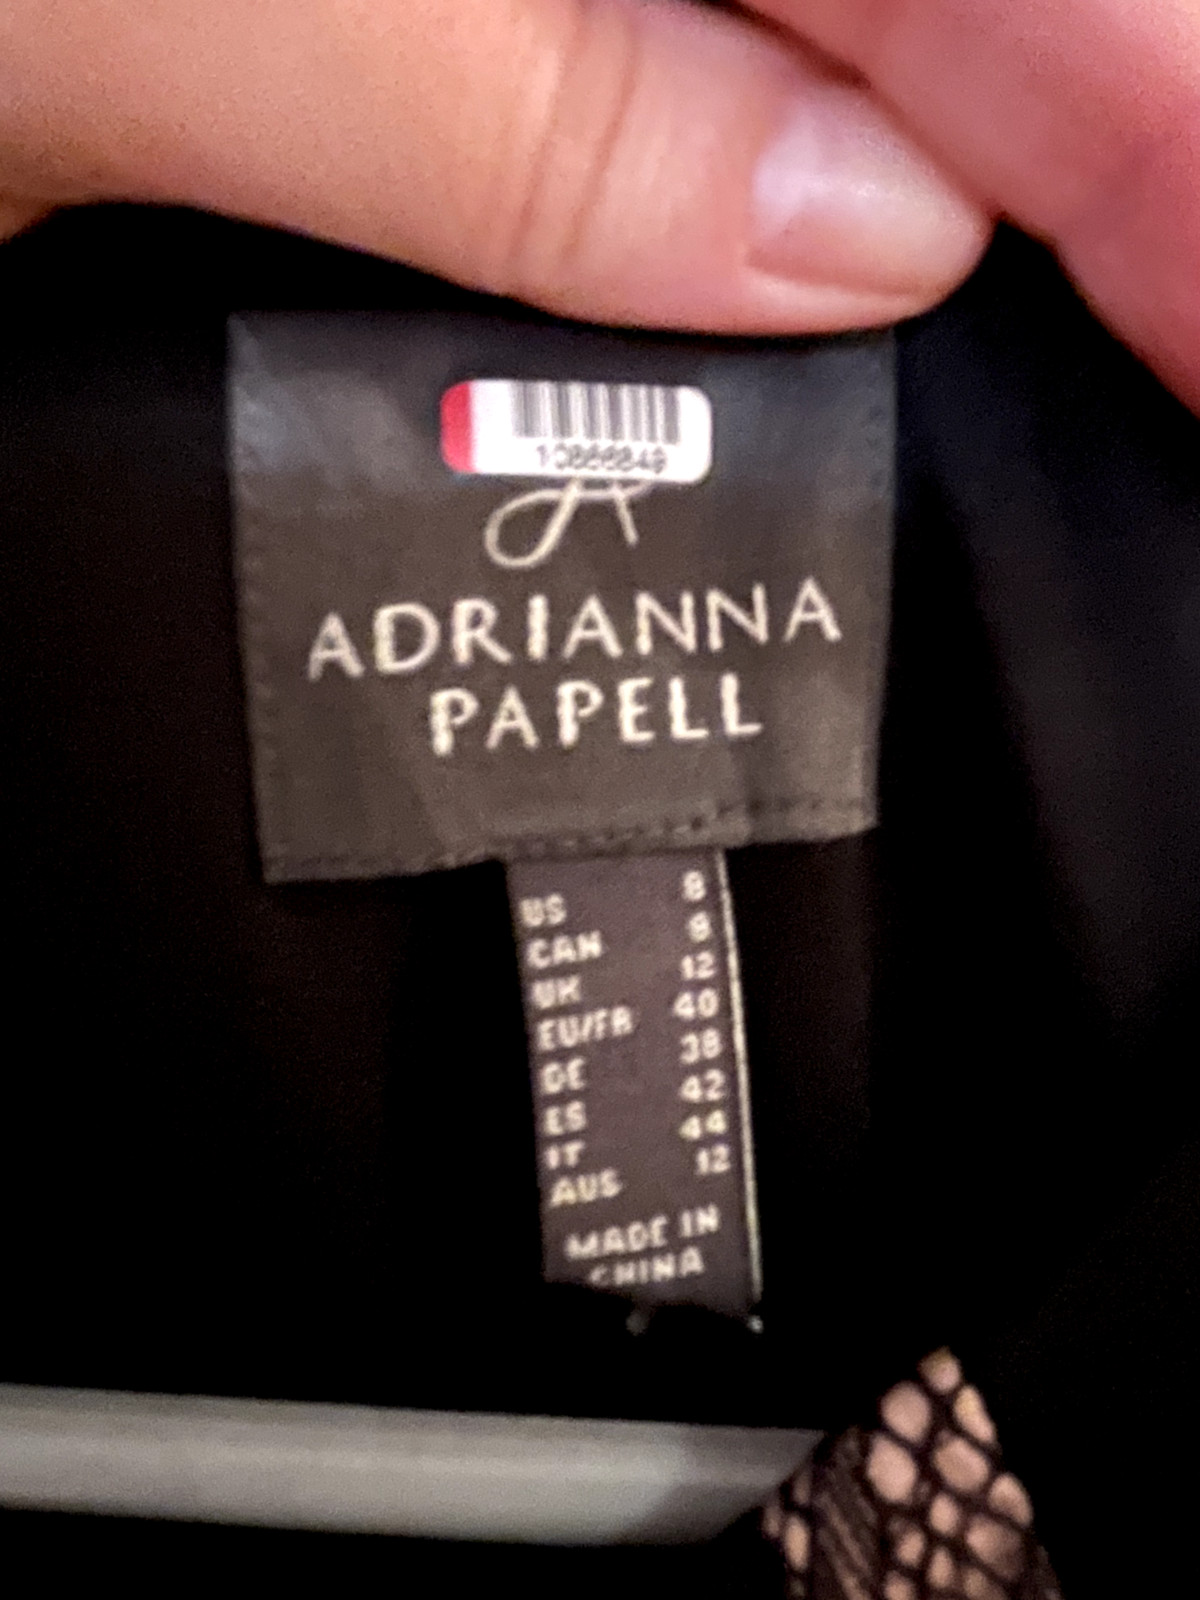 10866849
ADRIANNA
PAPELL
US 8
CAN 8
UK 12
EU/FR 40
DE 38
ES 42
IT 44
AUS 12
MADE IN
CHINA